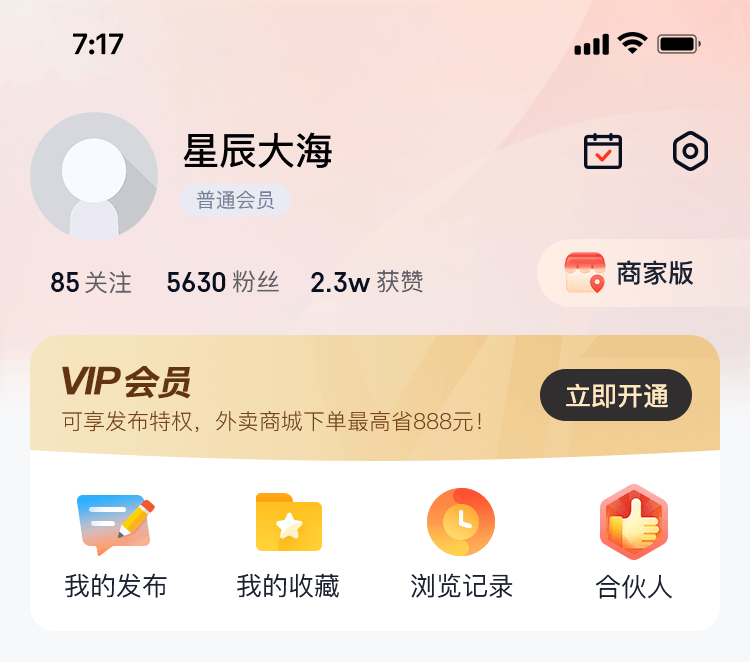 7:17
星辰大海
普通会员
85 关注 5630 粉丝 2.3w 获赞
商家版
VIP会员
立即开通
可享发布特权，外卖商城下单最高省888元！
我的发布 我的收藏 浏览记录 合伙人